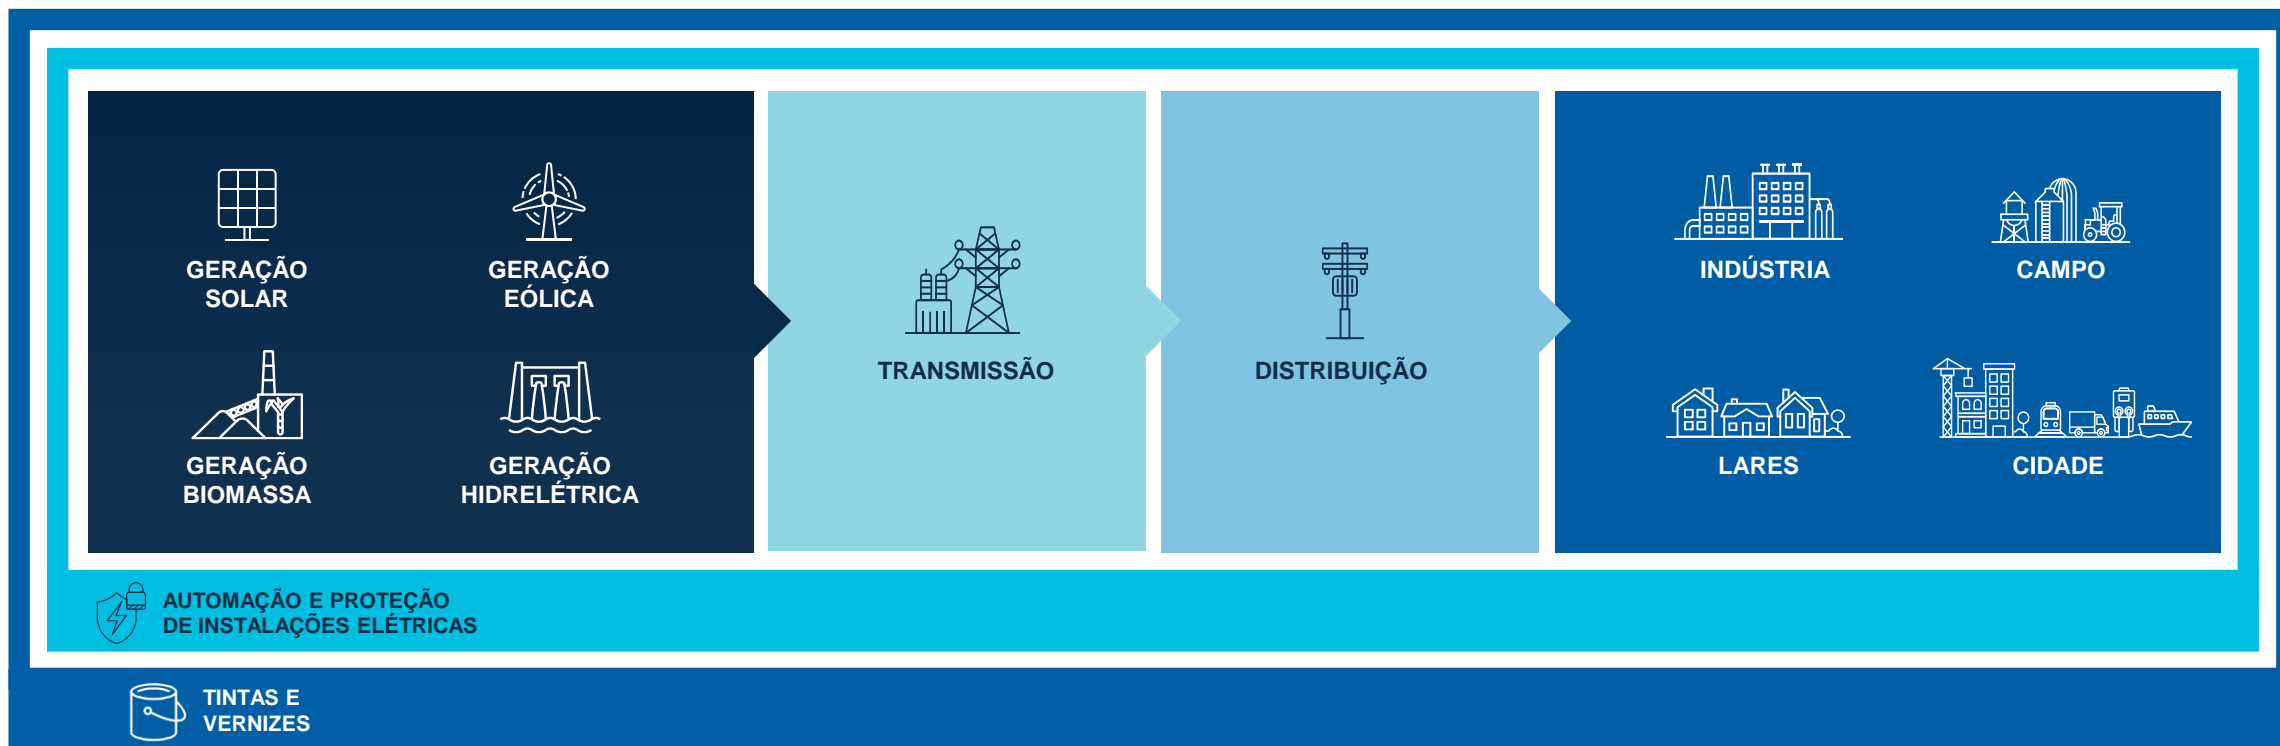 GERAÇÃO
SOLAR
GERAÇÃO
EÓLICA
GERAÇÃO
BIOMASSA
GERAÇÃO
HIDRELÉTRICA
TRANSMISSÃO
DISTRIBUIÇÃO
INDÚSTRIA
CAMPO
LARES
CIDADE
AUTOMAÇÃO E PROTEÇÃO
DE INSTALAÇÕES ELÉTRICAS
TINTAS E
VERNIZES